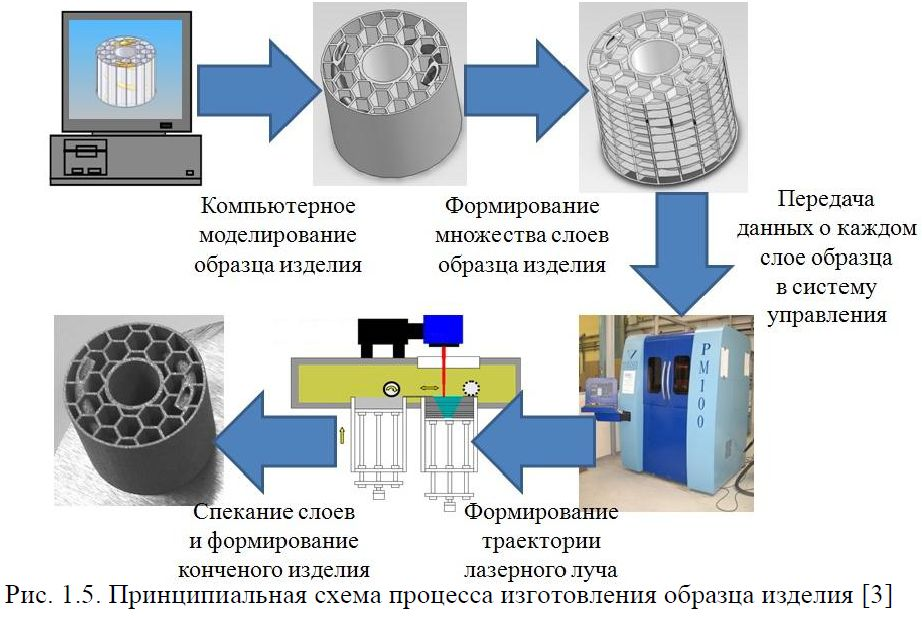 Компьютерное
моделирование
образца изделия
Формирование
множества слоев
образца изделия
Передача
данных о каждом
слое образца
в систему
управления
PM100
Спекание слоев
и формирование
конченого изделия
Формирование
траектории
лазерного луча
Рис. 1.5. Принципиальная схема процесса изготовления образца изделия [3]